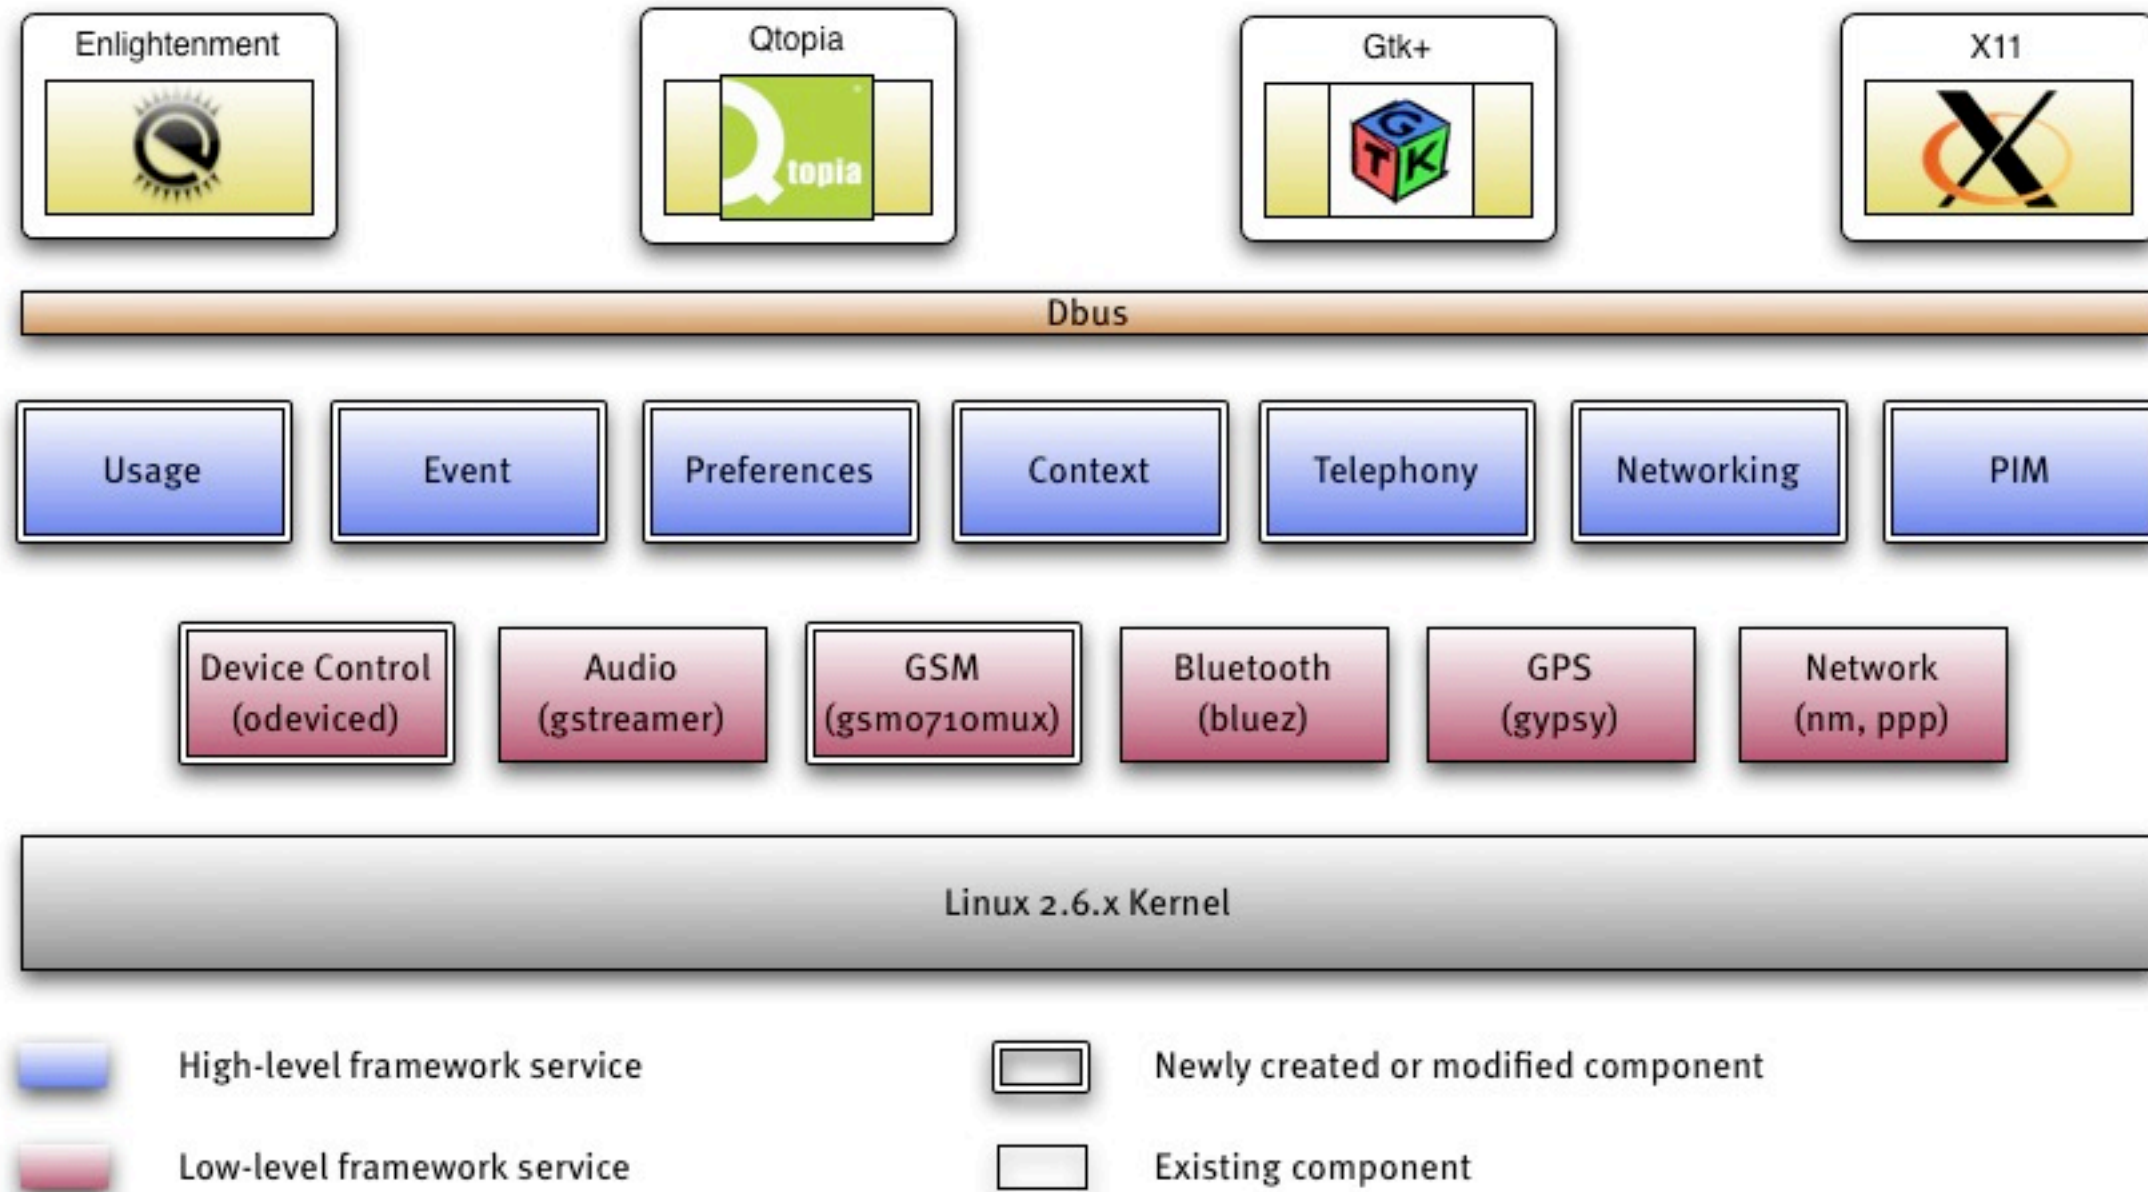 Enlightenment
Qtopia
Gtk+
X11
Qtopia
GTK
X
Dbus
Usage
Event
Preferences
Context
Telephony
Networking
PIM
Device Control
(odeviced)
Audio
(gstreamer)
GSM
(gsm0710mux)
Bluetooth
(bluez)
GPS
(gypsy)
Network
(nm, ppp)
Linux 2.6.x Kernel
High-level framework service
Newly created or modified component
Low-level framework service
Existing component